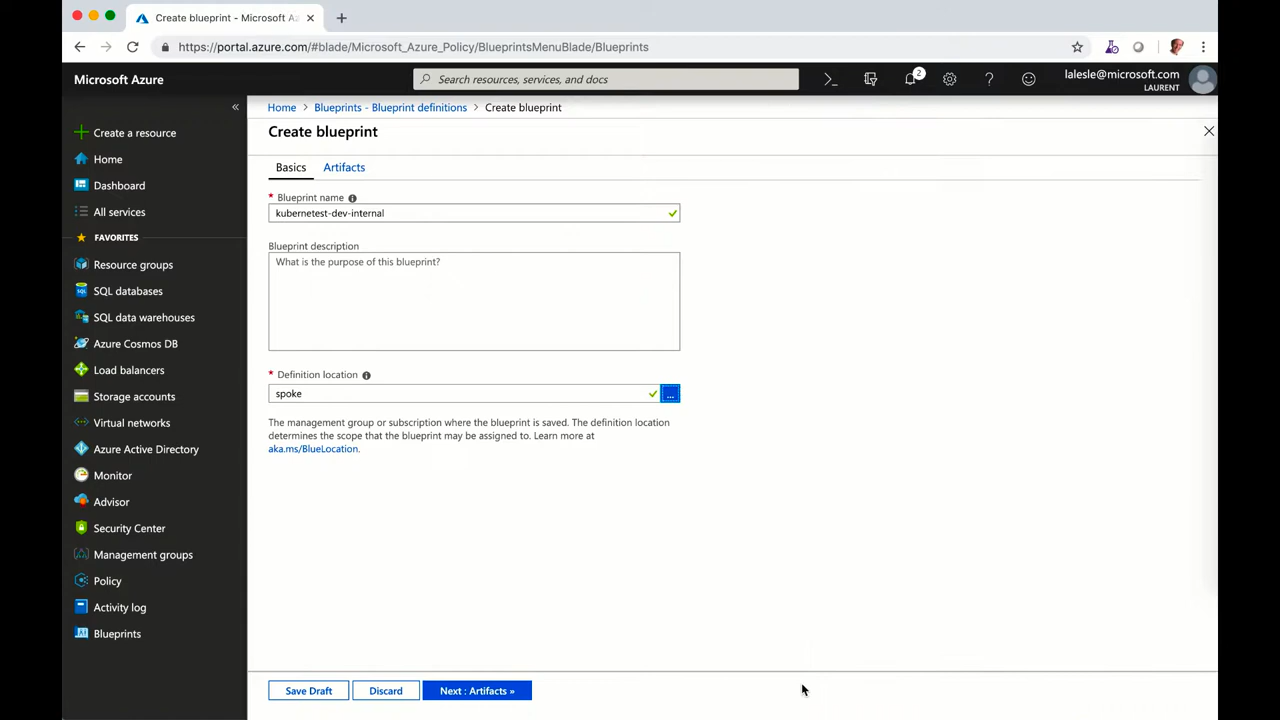 Create blueprint - Microsoft Az
https://portal.azure.com/#blade/Microsoft_Azure_Policy/BlueprintsMenuBlade/Blueprints
Microsoft Azure
Search resources, services, and docs
2
lalesle@microsoft.com
LAURENT
Home > Blueprints - Blueprint definitions > Create blueprint
Create blueprint
Basics
Artifacts
* Blueprint name
kubernetest-dev-internal
Blueprint description
What is the purpose of this blueprint?
* Definition location
spoke
...
The management group or subscription where the blueprint is saved. The definition location
determines the scope that the blueprint may be assigned to. Learn more at
aka.ms/BlueLocation.
Save Draft
Discard
Next : Artifacts »
«
Create a resource
Home
Dashboard
All services
FAVORITES
Resource groups
SQL databases
SQL data warehouses
Azure Cosmos DB
Load balancers
Storage accounts
Virtual networks
Azure Active Directory
Monitor
Advisor
Security Center
Management groups
Policy
Activity log
Blueprints